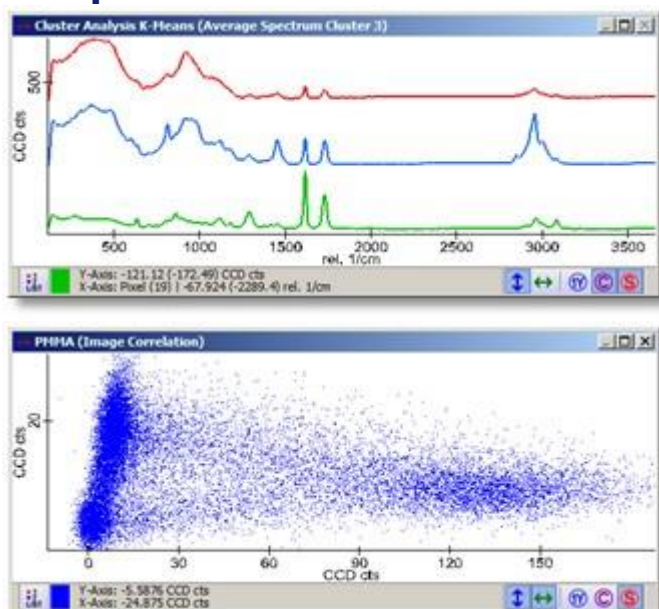 Cluster Analysis K-Means (Average Spectrum Cluster 3)
500
CCD cts
500 1000 1500 2000 2500 3000 3500
rel. 1/cm
Y-Axis: -121.12 (-172.49) CCD cts
X-Axis: Pixel (19) | -67.924 (-2289.4) rel. 1/cm
PMMA (Image Correlation)
20
CCD cts
0 30 60 90 120 150
CCD cts
Y-Axis: -5.5876 CCD cts
X-Axis: -24.875 CCD cts